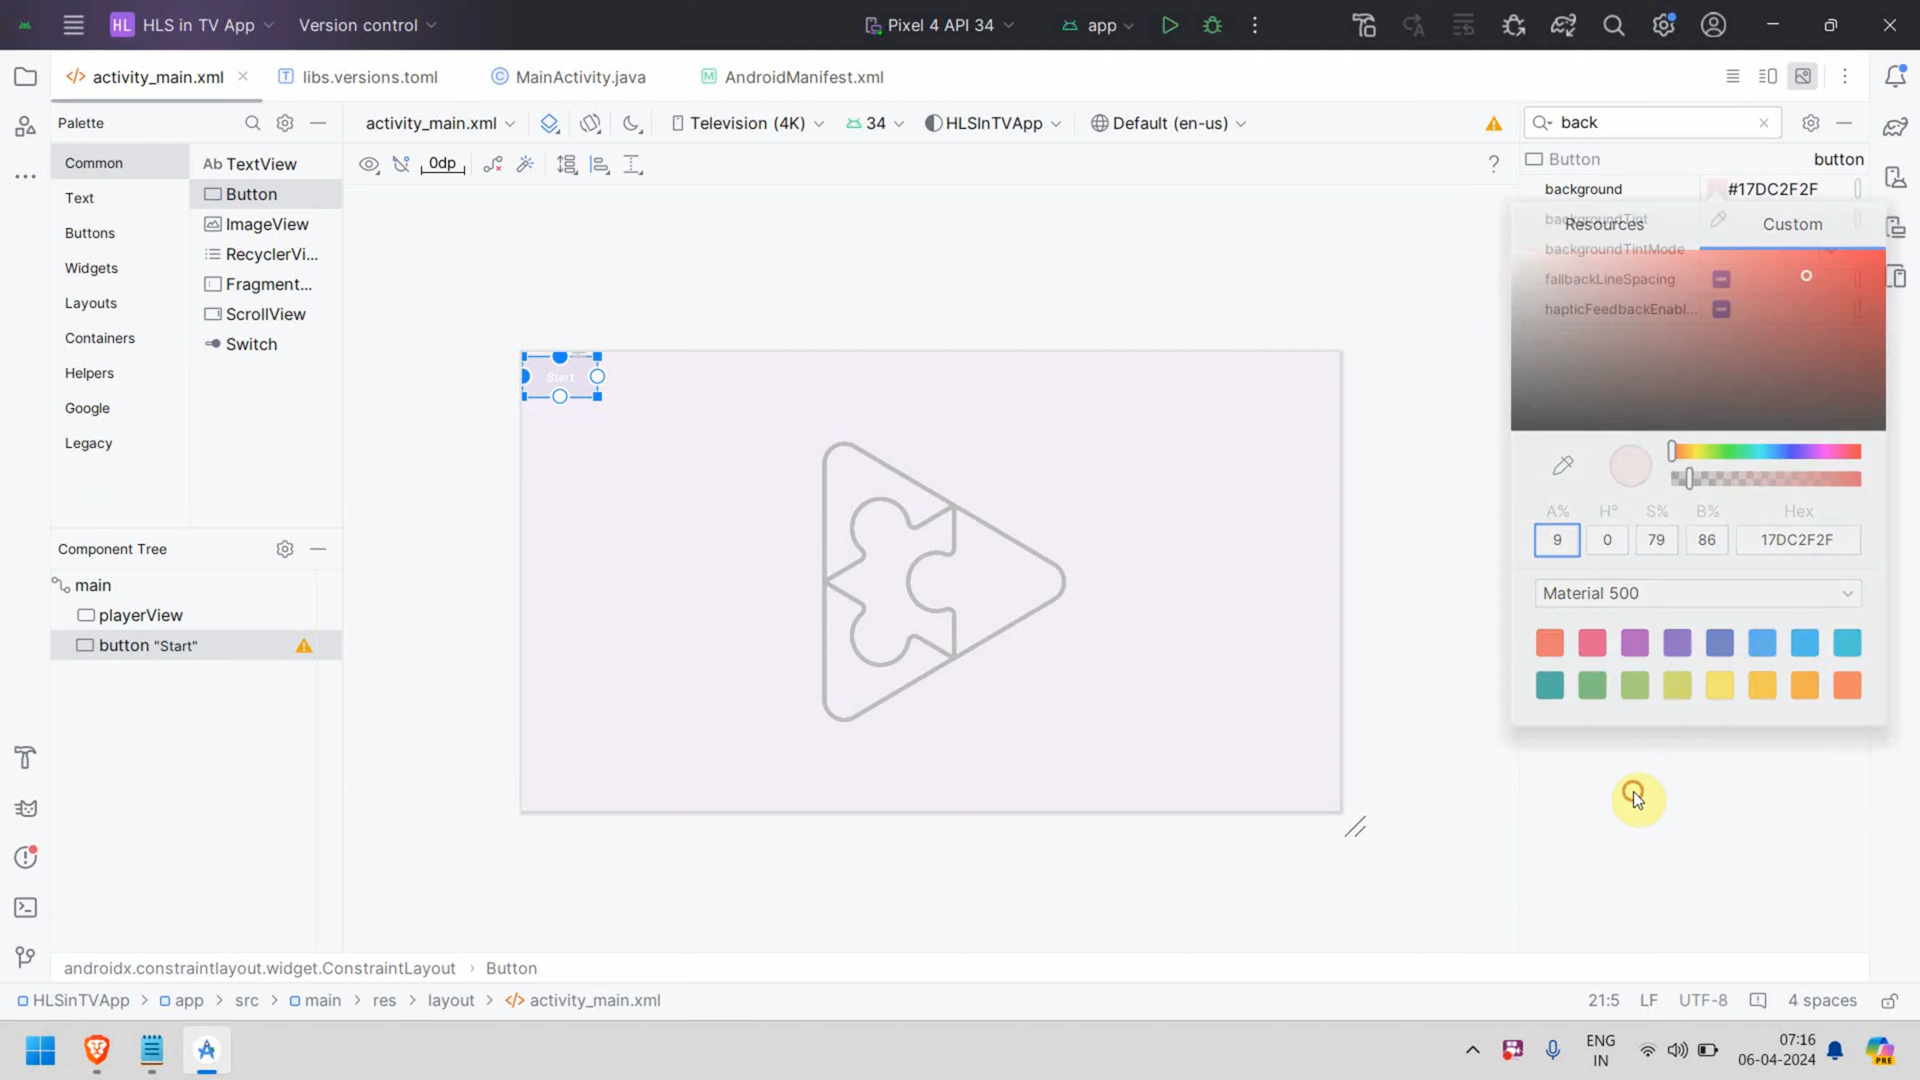 HL HLS in TV App Version control Pixel 4 API 34 app
activity_main.xml libs.versions.toml MainActivity.java AndroidManifest.xml
Palette activity_main.xml Television (4K) 34 HLSInTVApp Default (en-us) back
Common
Text
Buttons
Widgets
Layouts
Containers
Helpers
Google
Legacy
Ab TextView
Button
ImageView
RecyclerVi...
Fragment...
ScrollView
Switch
0dp
?
Button button
background #17DC2F2F
backgroundTint
Resources Custom
backgroundTintMode
fallbackLineSpacing
hapticFeedbackEnabl...
Start
A% H° S% B% Hex
9 0 79 86 17DC2F2F
Material 500
Component Tree
main
playerView
button "Start"
androidx.constraintlayout.widget.ConstraintLayout > Button
HLSinTVApp > app > src > main > res > layout > activity_main.xml 21:5 LF UTF-8 4 spaces
ENG
IN
07:16
06-04-2024
PRE